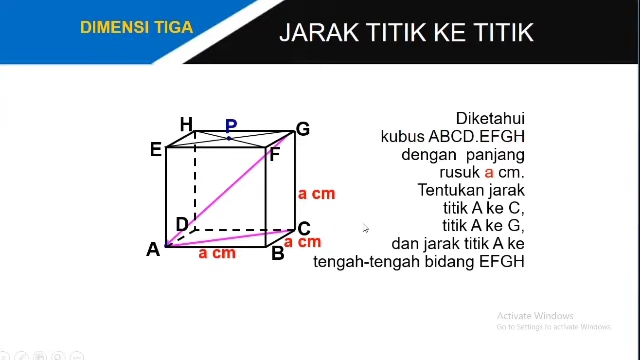 DIMENSI TIGA
JARAK TITIK KE TITIK
Diketahui
kubus ABCD.EFGH
dengan panjang
rusuk a cm.
Tentukan jarak
titik A ke C,
titik A ke G,
dan jarak titik A ke
tengah-tengah bidang EFGH
H
P
G
E
F
a cm
D
C
a cm
A
a cm
B
Activate Windows
Go to Settings to activate Windows.